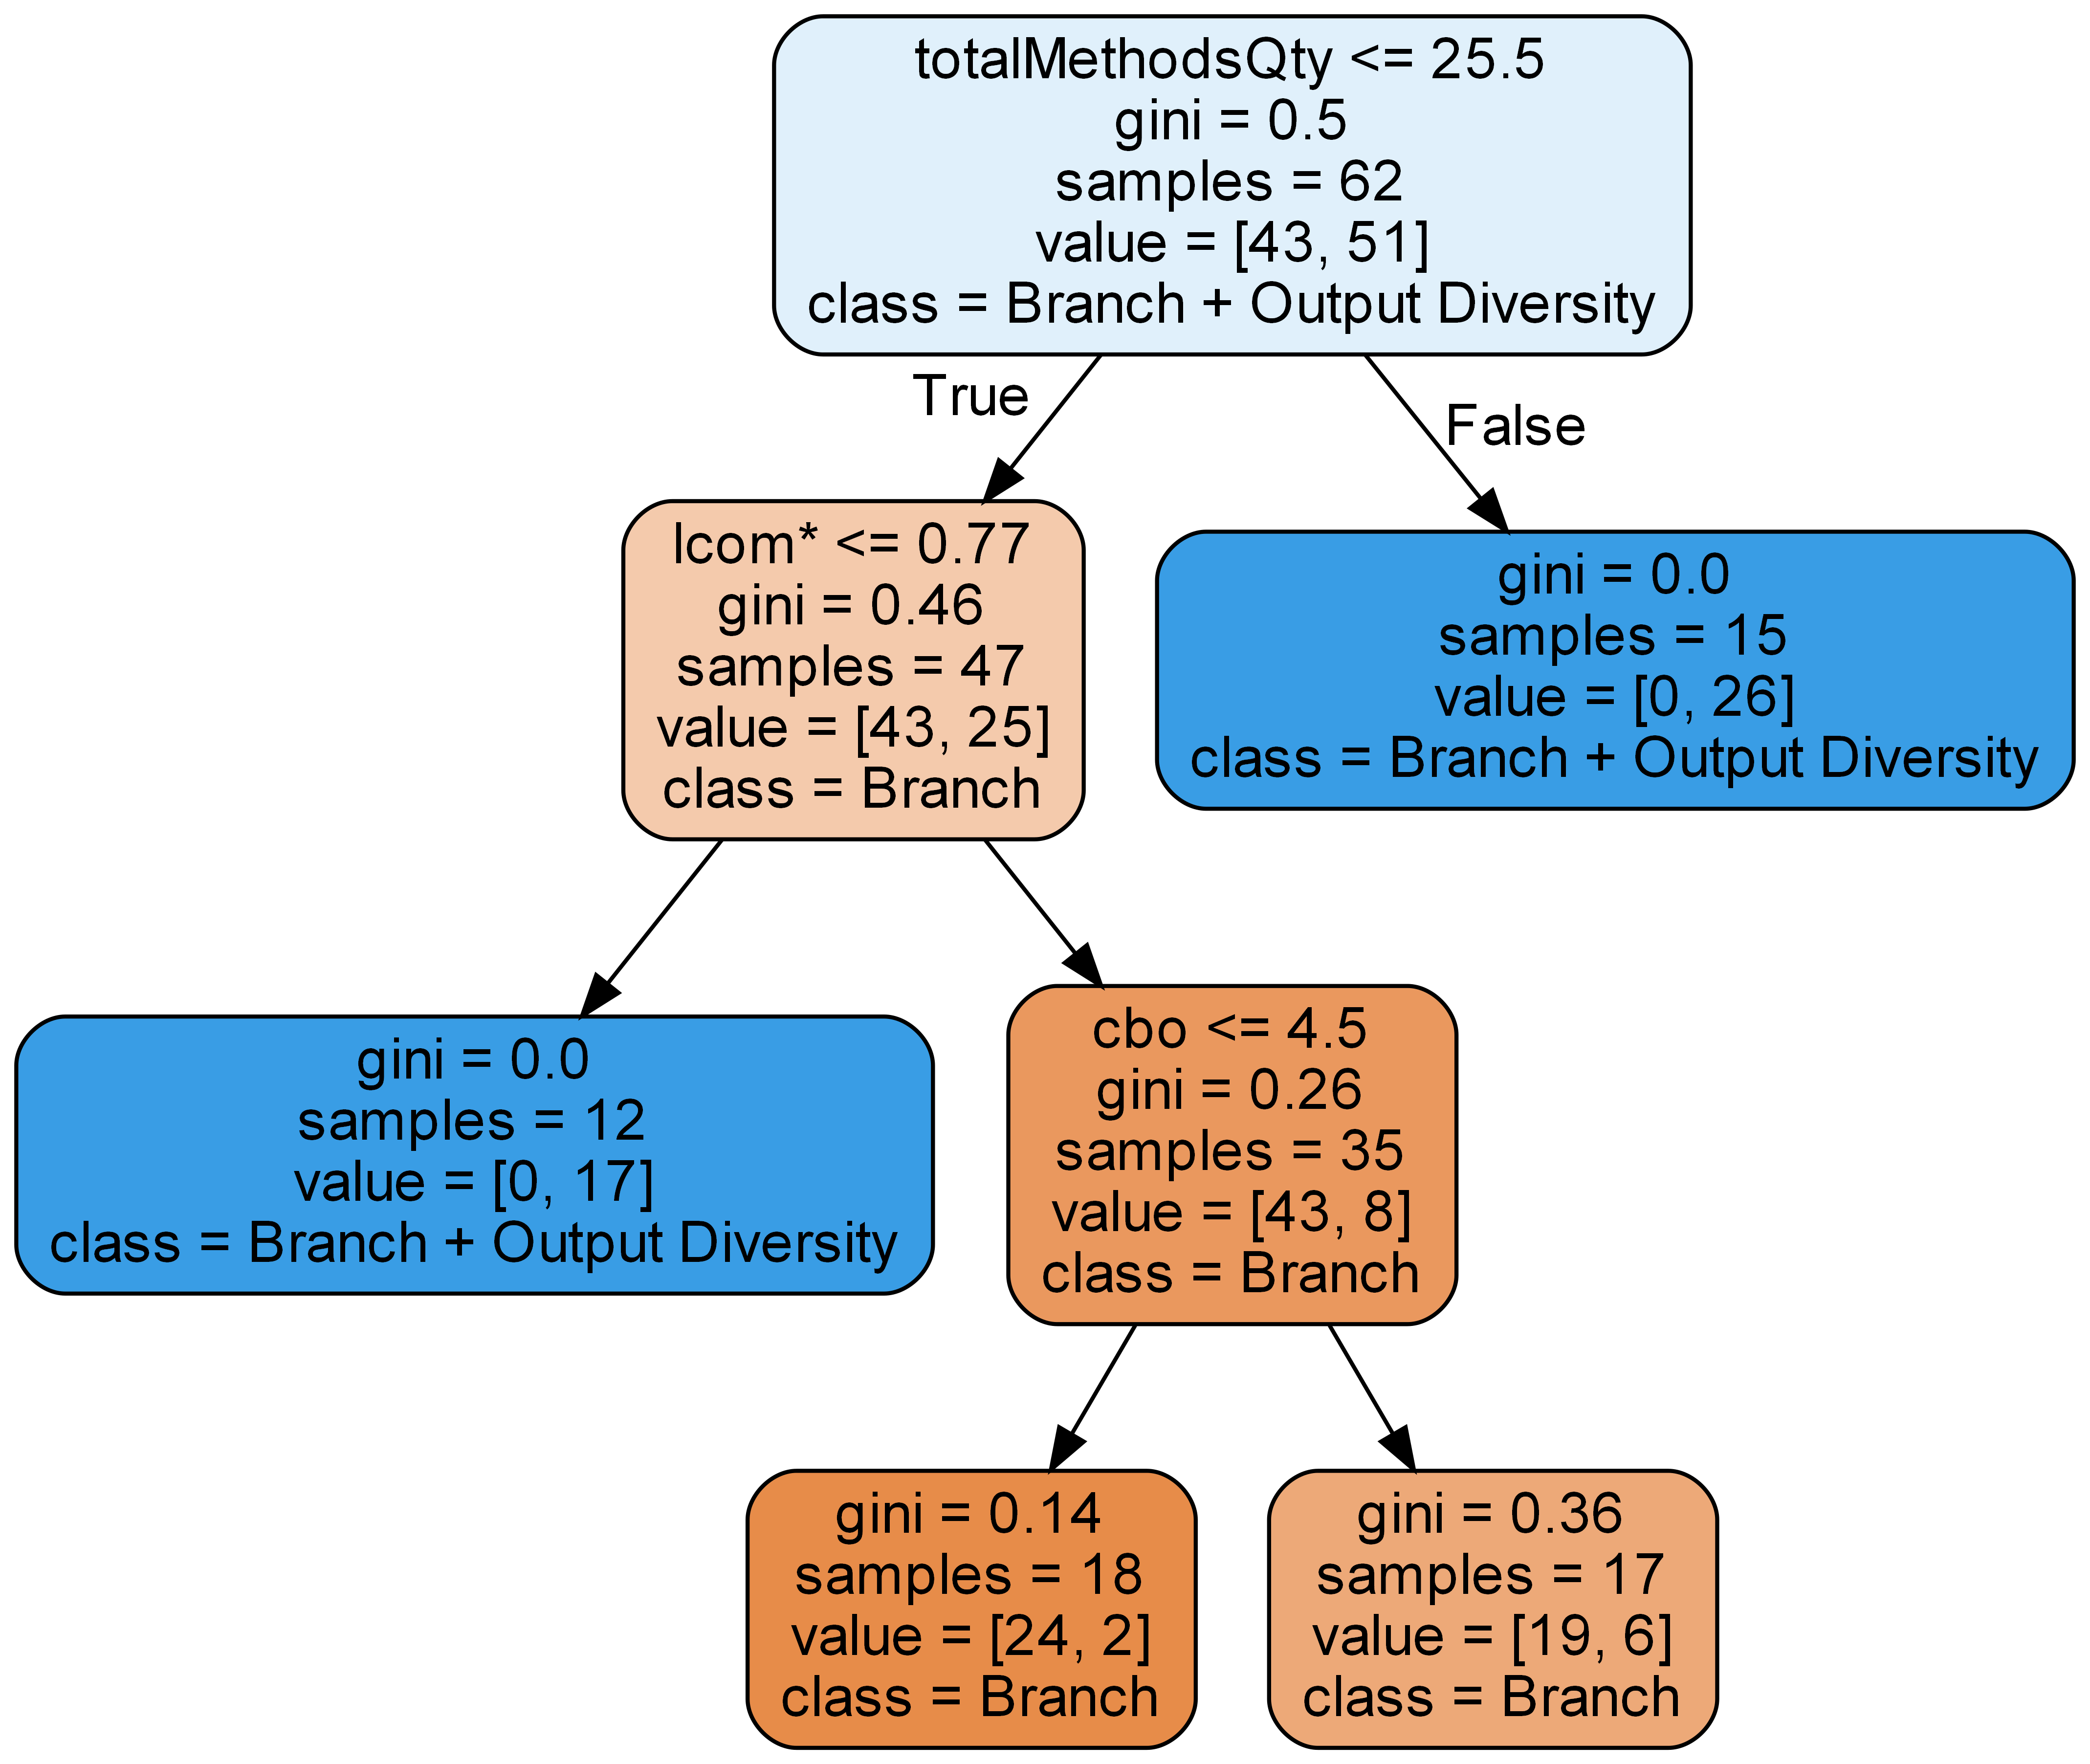 totalMethodsQty <= 25.5
gini = 0.5
samples = 62
value = [43, 51]
class = Branch + Output Diversity
True
False
lcom* <= 0.77
gini = 0.46
samples = 47
value = [43, 25]
class = Branch
gini = 0.0
samples = 15
value = [0, 26]
class = Branch + Output Diversity
gini = 0.0
samples = 12
value = [0, 17]
class = Branch + Output Diversity
cbo <= 4.5
gini = 0.26
samples = 35
value = [43, 8]
class = Branch
gini = 0.14
samples = 18
value = [24, 2]
class = Branch
gini = 0.36
samples = 17
value = [19, 6]
class = Branch